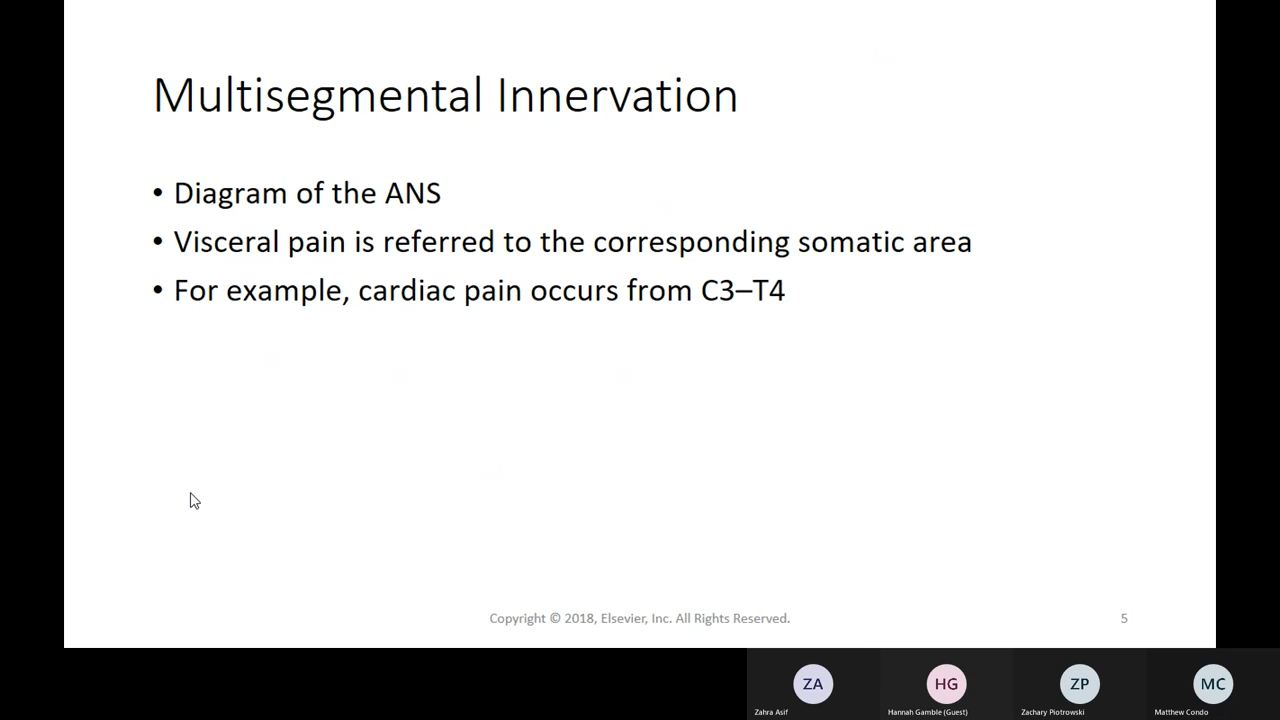 Multisegmental Innervation
• Diagram of the ANS
• Visceral pain is referred to the corresponding somatic area
• For example, cardiac pain occurs from C3–T4
Copyright © 2018, Elsevier, Inc. All Rights Reserved.
5
ZA
HG
ZP
MC
Zahra Asif
Hannah Gamble (Guest)
Zachary Piotrowski
Matthew Condo